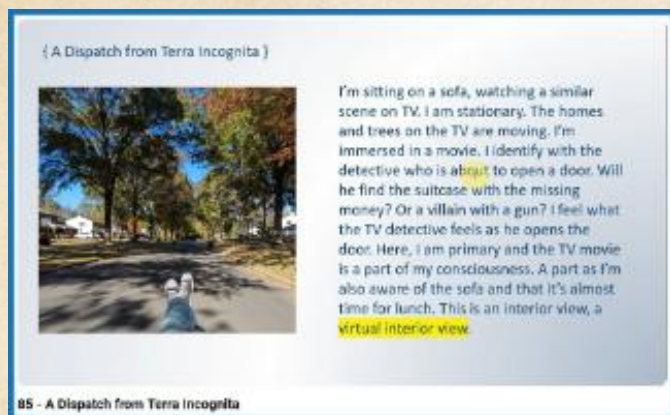 { A Dispatch from Terra Incognita }
I'm sitting on a sofa, watching a similar
scene on TV. I am stationary. The homes
and trees on the TV are moving. I'm
immersed in a movie. I identify with the
detective who is about to open a door. Will
he find the suitcase with the missing
money? Or a villain with a gun? I feel what
the TV detective feels as he opens the
door. Here, I am primary and the TV movie
is a part of my consciousness. A part as I'm
also aware of the sofa and that it's almost
time for lunch. This is an interior view, a
virtual interior view.
85 - A Dispatch from Terra Incognita